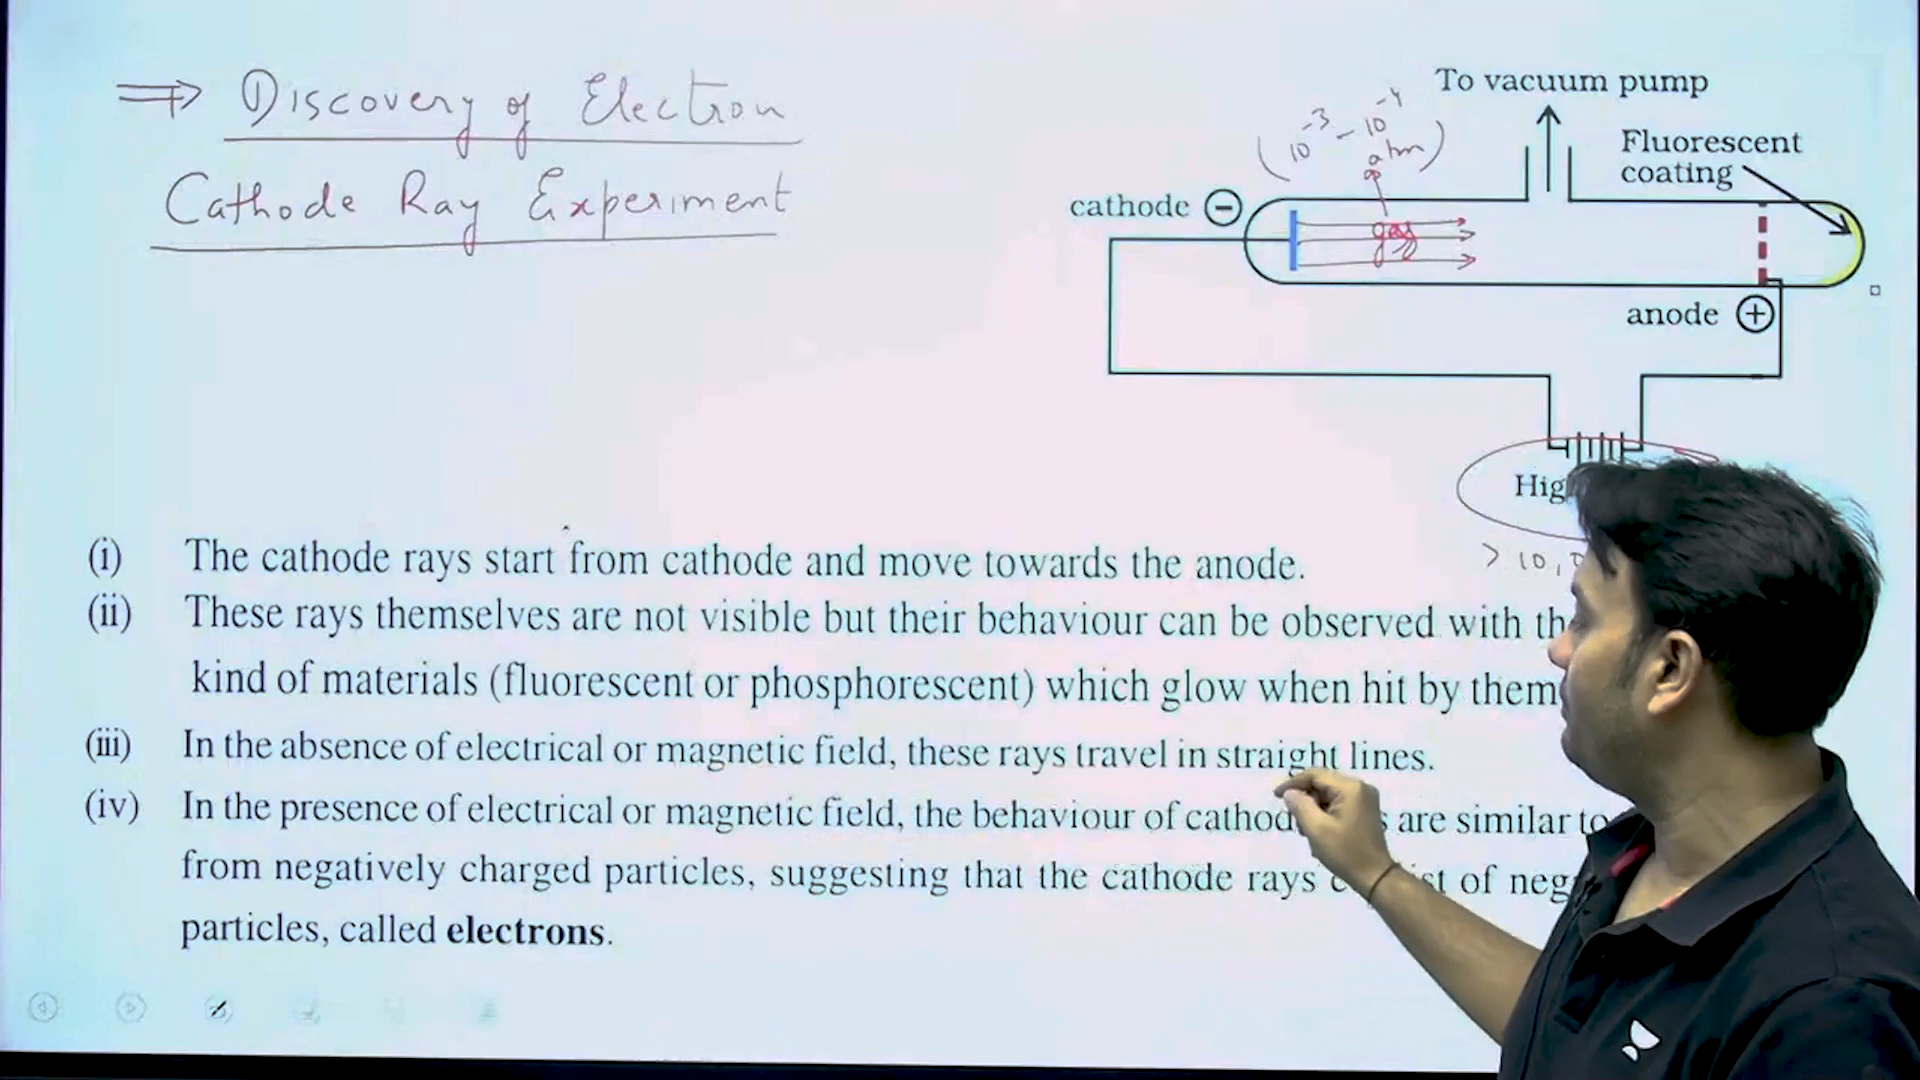 ⇒ Discovery of Electron
Cathode Ray Experiment
To vacuum pump
(10⁻³ – 10⁻⁴
atm)
Fluorescent
coating
cathode ⊖
gas
anode ⊕
> 10,
(i) The cathode rays start from cathode and move towards the anode.
(ii) These rays themselves are not visible but their behaviour can be observed with
kind of materials (fluorescent or phosphorescent) which glow when hit by them
(iii) In the absence of electrical or magnetic field, these rays travel in straight lines.
(iv) In the presence of electrical or magnetic field, the behaviour of are similar to
from negatively charged particles, suggesting that the cathode rays of
particles, called electrons.